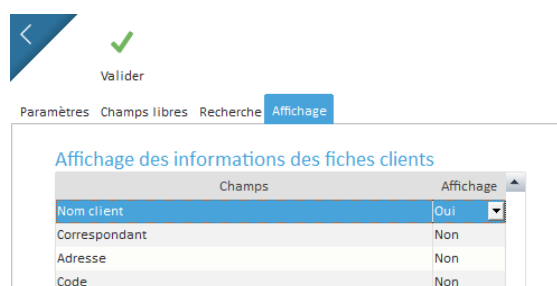 Valider
Paramètres Champs libres Recherche Affichage
Affichage des informations des fiches clients
Champs Affichage
Nom client Oui
Correspondant Non
Adresse Non
Code Non